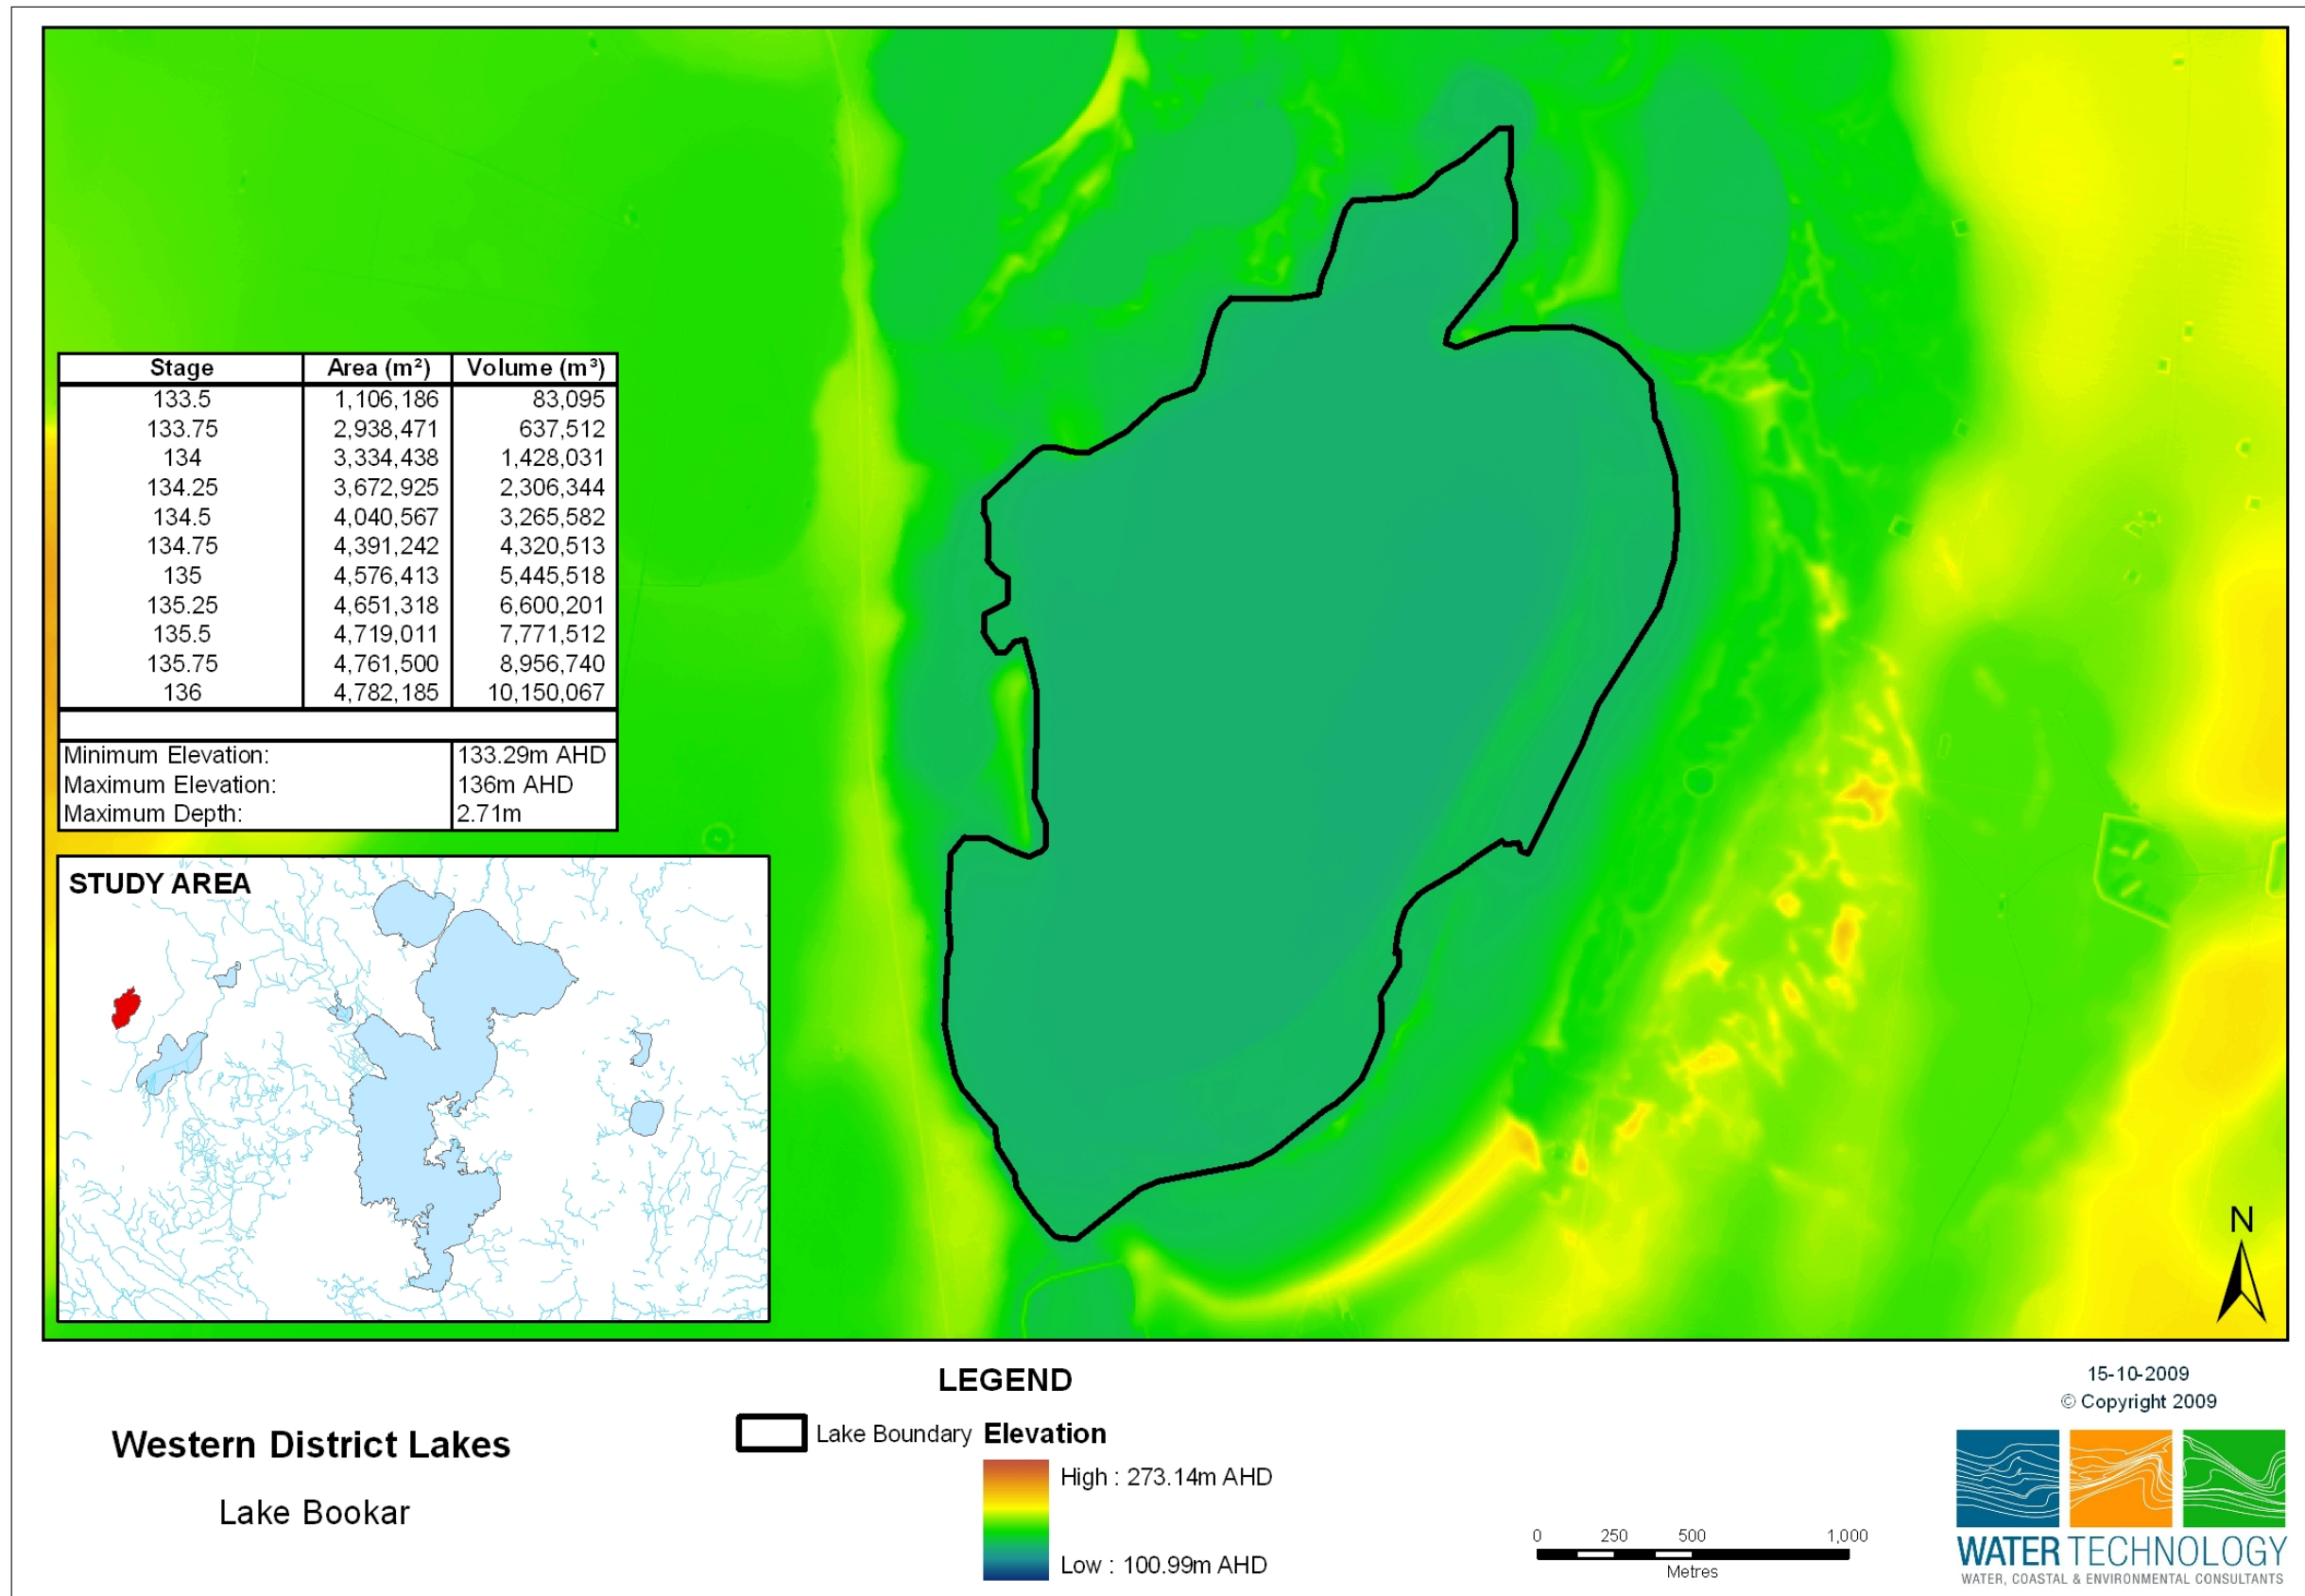 Stage Area (m²) Volume (m³)
133.5 1,106,186 83,095
133.75 2,938,471 637,512
134 3,334,438 1,428,031
134.25 3,672,925 2,306,344
134.5 4,040,567 3,265,582
134.75 4,391,242 4,320,513
135 4,576,413 5,445,518
135.25 4,651,318 6,600,201
135.5 4,719,011 7,771,512
135.75 4,761,500 8,956,740
136 4,782,185 10,150,067
Minimum Elevation: 133.29m AHD
Maximum Elevation: 136m AHD
Maximum Depth: 2.71m
STUDY AREA
N
Western District Lakes
Lake Bookar
LEGEND
Lake Boundary
Elevation
High : 273.14m AHD
Low : 100.99m AHD
0 250 500 1,000
Metres
15-10-2009
© Copyright 2009
WATER TECHNOLOGY
WATER, COASTAL & ENVIRONMENTAL CONSULTANTS